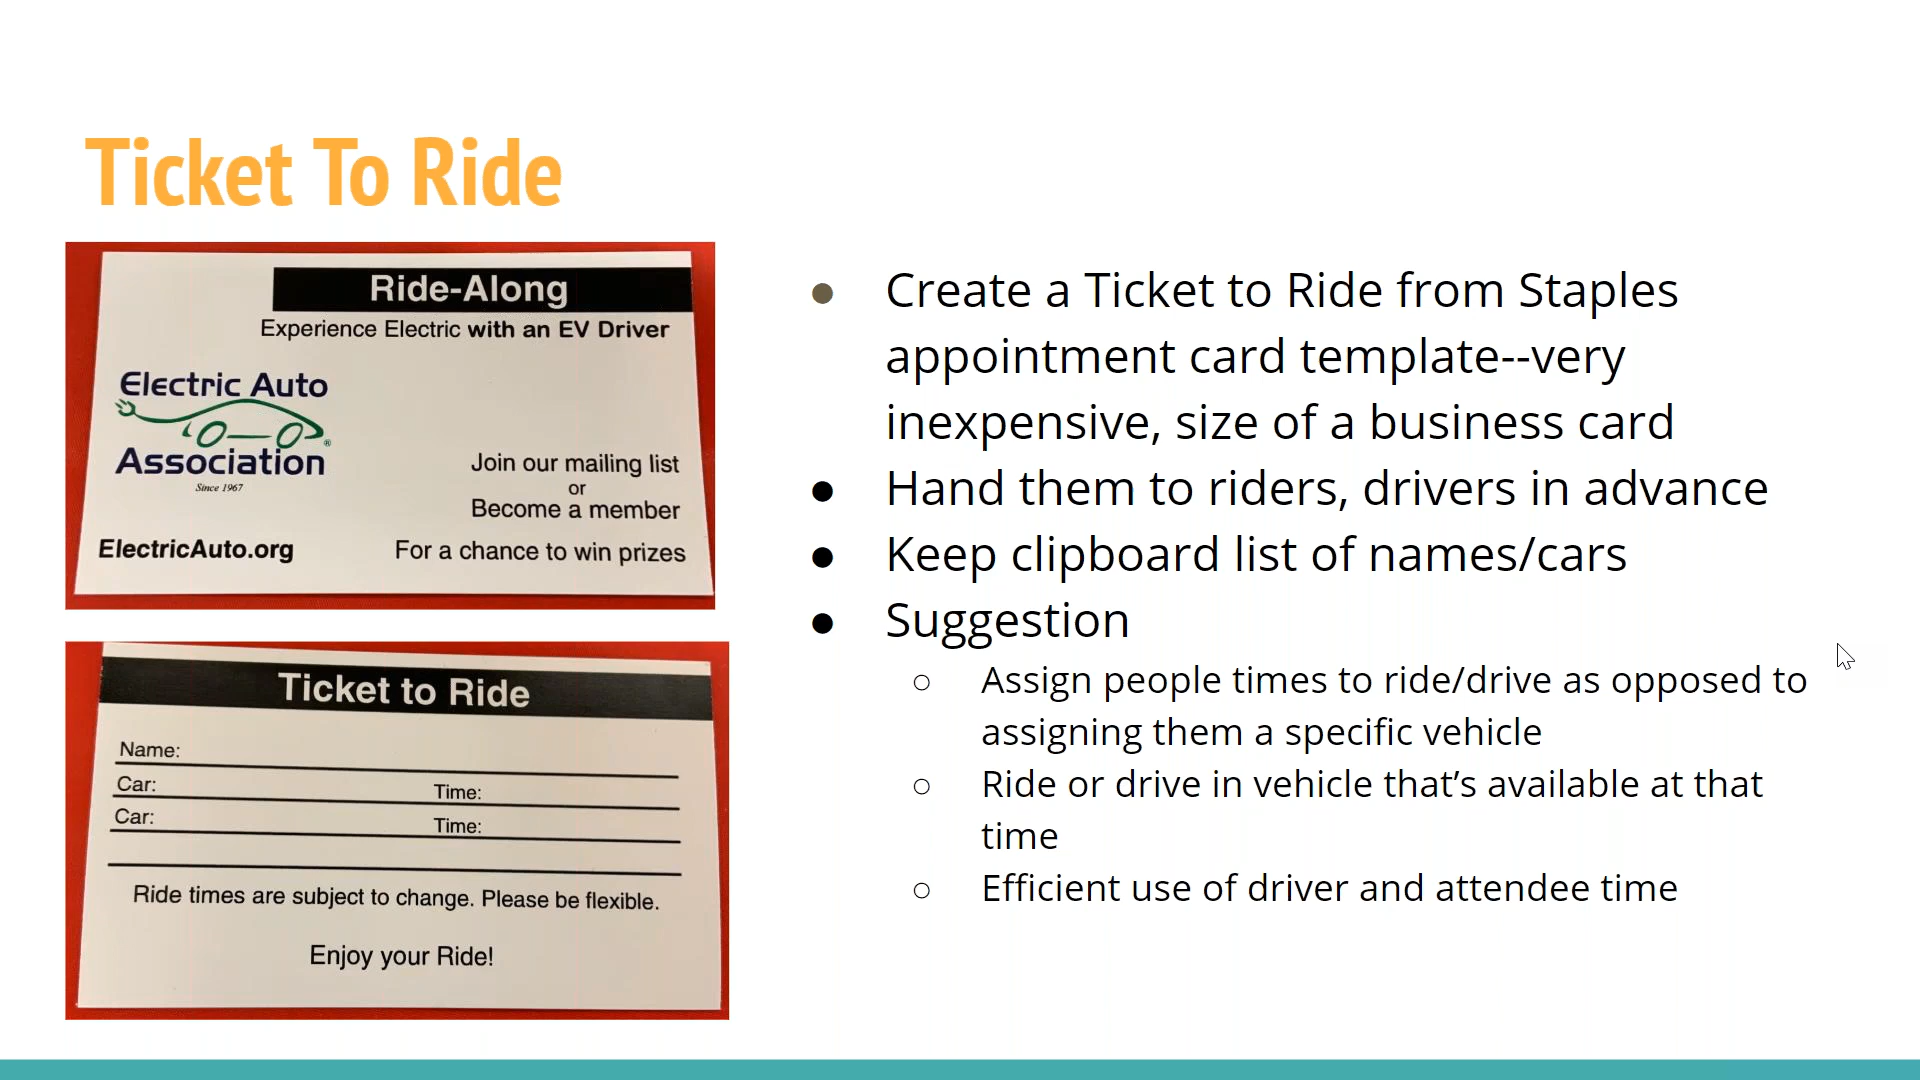 Ticket To Ride
Ride-Along
Experience Electric with an EV Driver
Electric Auto
®
Association
Since 1967
Join our mailing list
or
Become a member
ElectricAuto.org
For a chance to win prizes
Ticket to Ride
Name:
Car: Time:
Car: Time:
Ride times are subject to change. Please be flexible.
Enjoy your Ride!
● Create a Ticket to Ride from Staples
appointment card template--very
inexpensive, size of a business card
● Hand them to riders, drivers in advance
● Keep clipboard list of names/cars
● Suggestion
○ Assign people times to ride/drive as opposed to
assigning them a specific vehicle
○ Ride or drive in vehicle that’s available at that
time
○ Efficient use of driver and attendee time